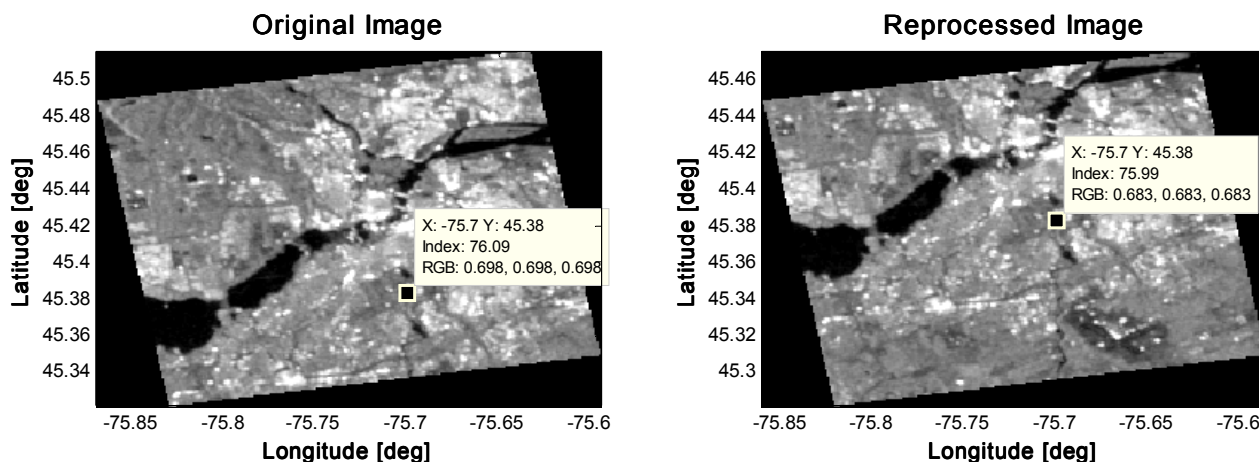 Original Image
Latitude [deg]
45.5
45.48
45.46
45.44
45.42
45.4
45.38
45.36
45.34
X: -75.7 Y: 45.38
Index: 76.09
RGB: 0.698, 0.698, 0.698
-75.85 -75.8 -75.75 -75.7 -75.65 -75.6
Longitude [deg]
Reprocessed Image
Latitude [deg]
45.46
45.44
45.42
45.4
45.38
45.36
45.34
45.32
45.3
X: -75.7 Y: 45.38
Index: 75.99
RGB: 0.683, 0.683, 0.683
-75.85 -75.8 -75.75 -75.7 -75.65 -75.6
Longitude [deg]